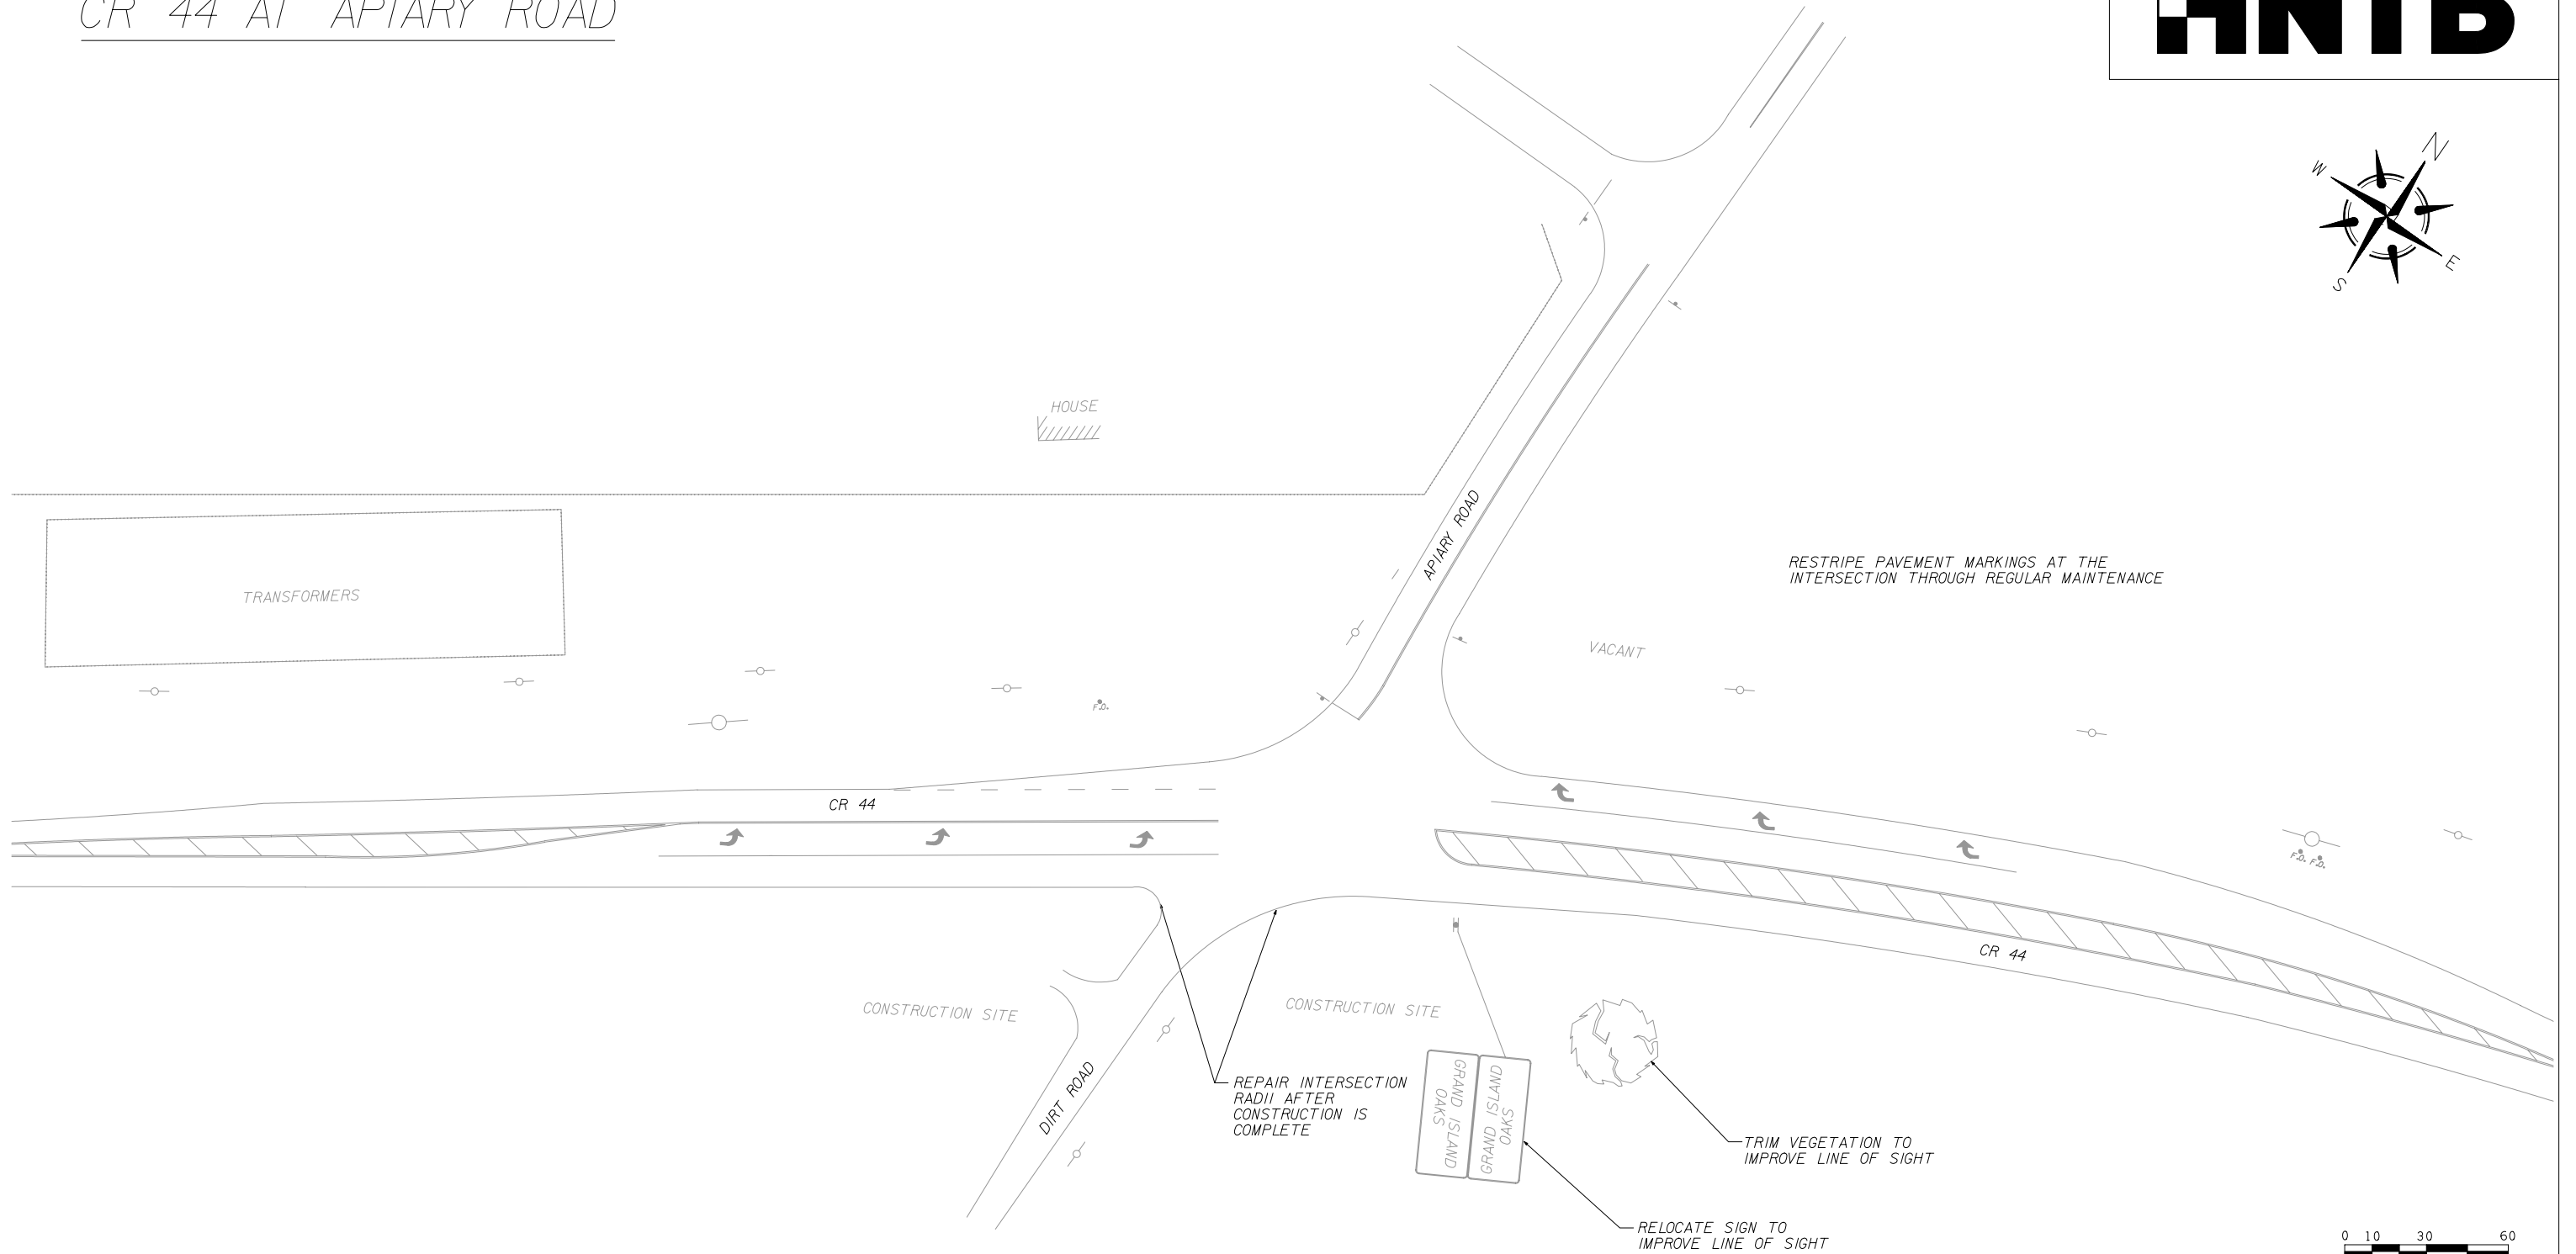 CR 44 AT APIARY ROAD
HNTB
N
W
E
S
HOUSE
APIARY ROAD
TRANSFORMERS
RESTRIPE PAVEMENT MARKINGS AT THE
INTERSECTION THROUGH REGULAR MAINTENANCE
VACANT
F.O.
CR 44
F.O. F.O.
CR 44
CONSTRUCTION SITE
CONSTRUCTION SITE
DIRT ROAD
REPAIR INTERSECTION
RADII AFTER
CONSTRUCTION IS
COMPLETE
GRAND ISLAND
OAKS
GRAND ISLAND
OAKS
TRIM VEGETATION TO
IMPROVE LINE OF SIGHT
RELOCATE SIGN TO
IMPROVE LINE OF SIGHT
0 10 30 60